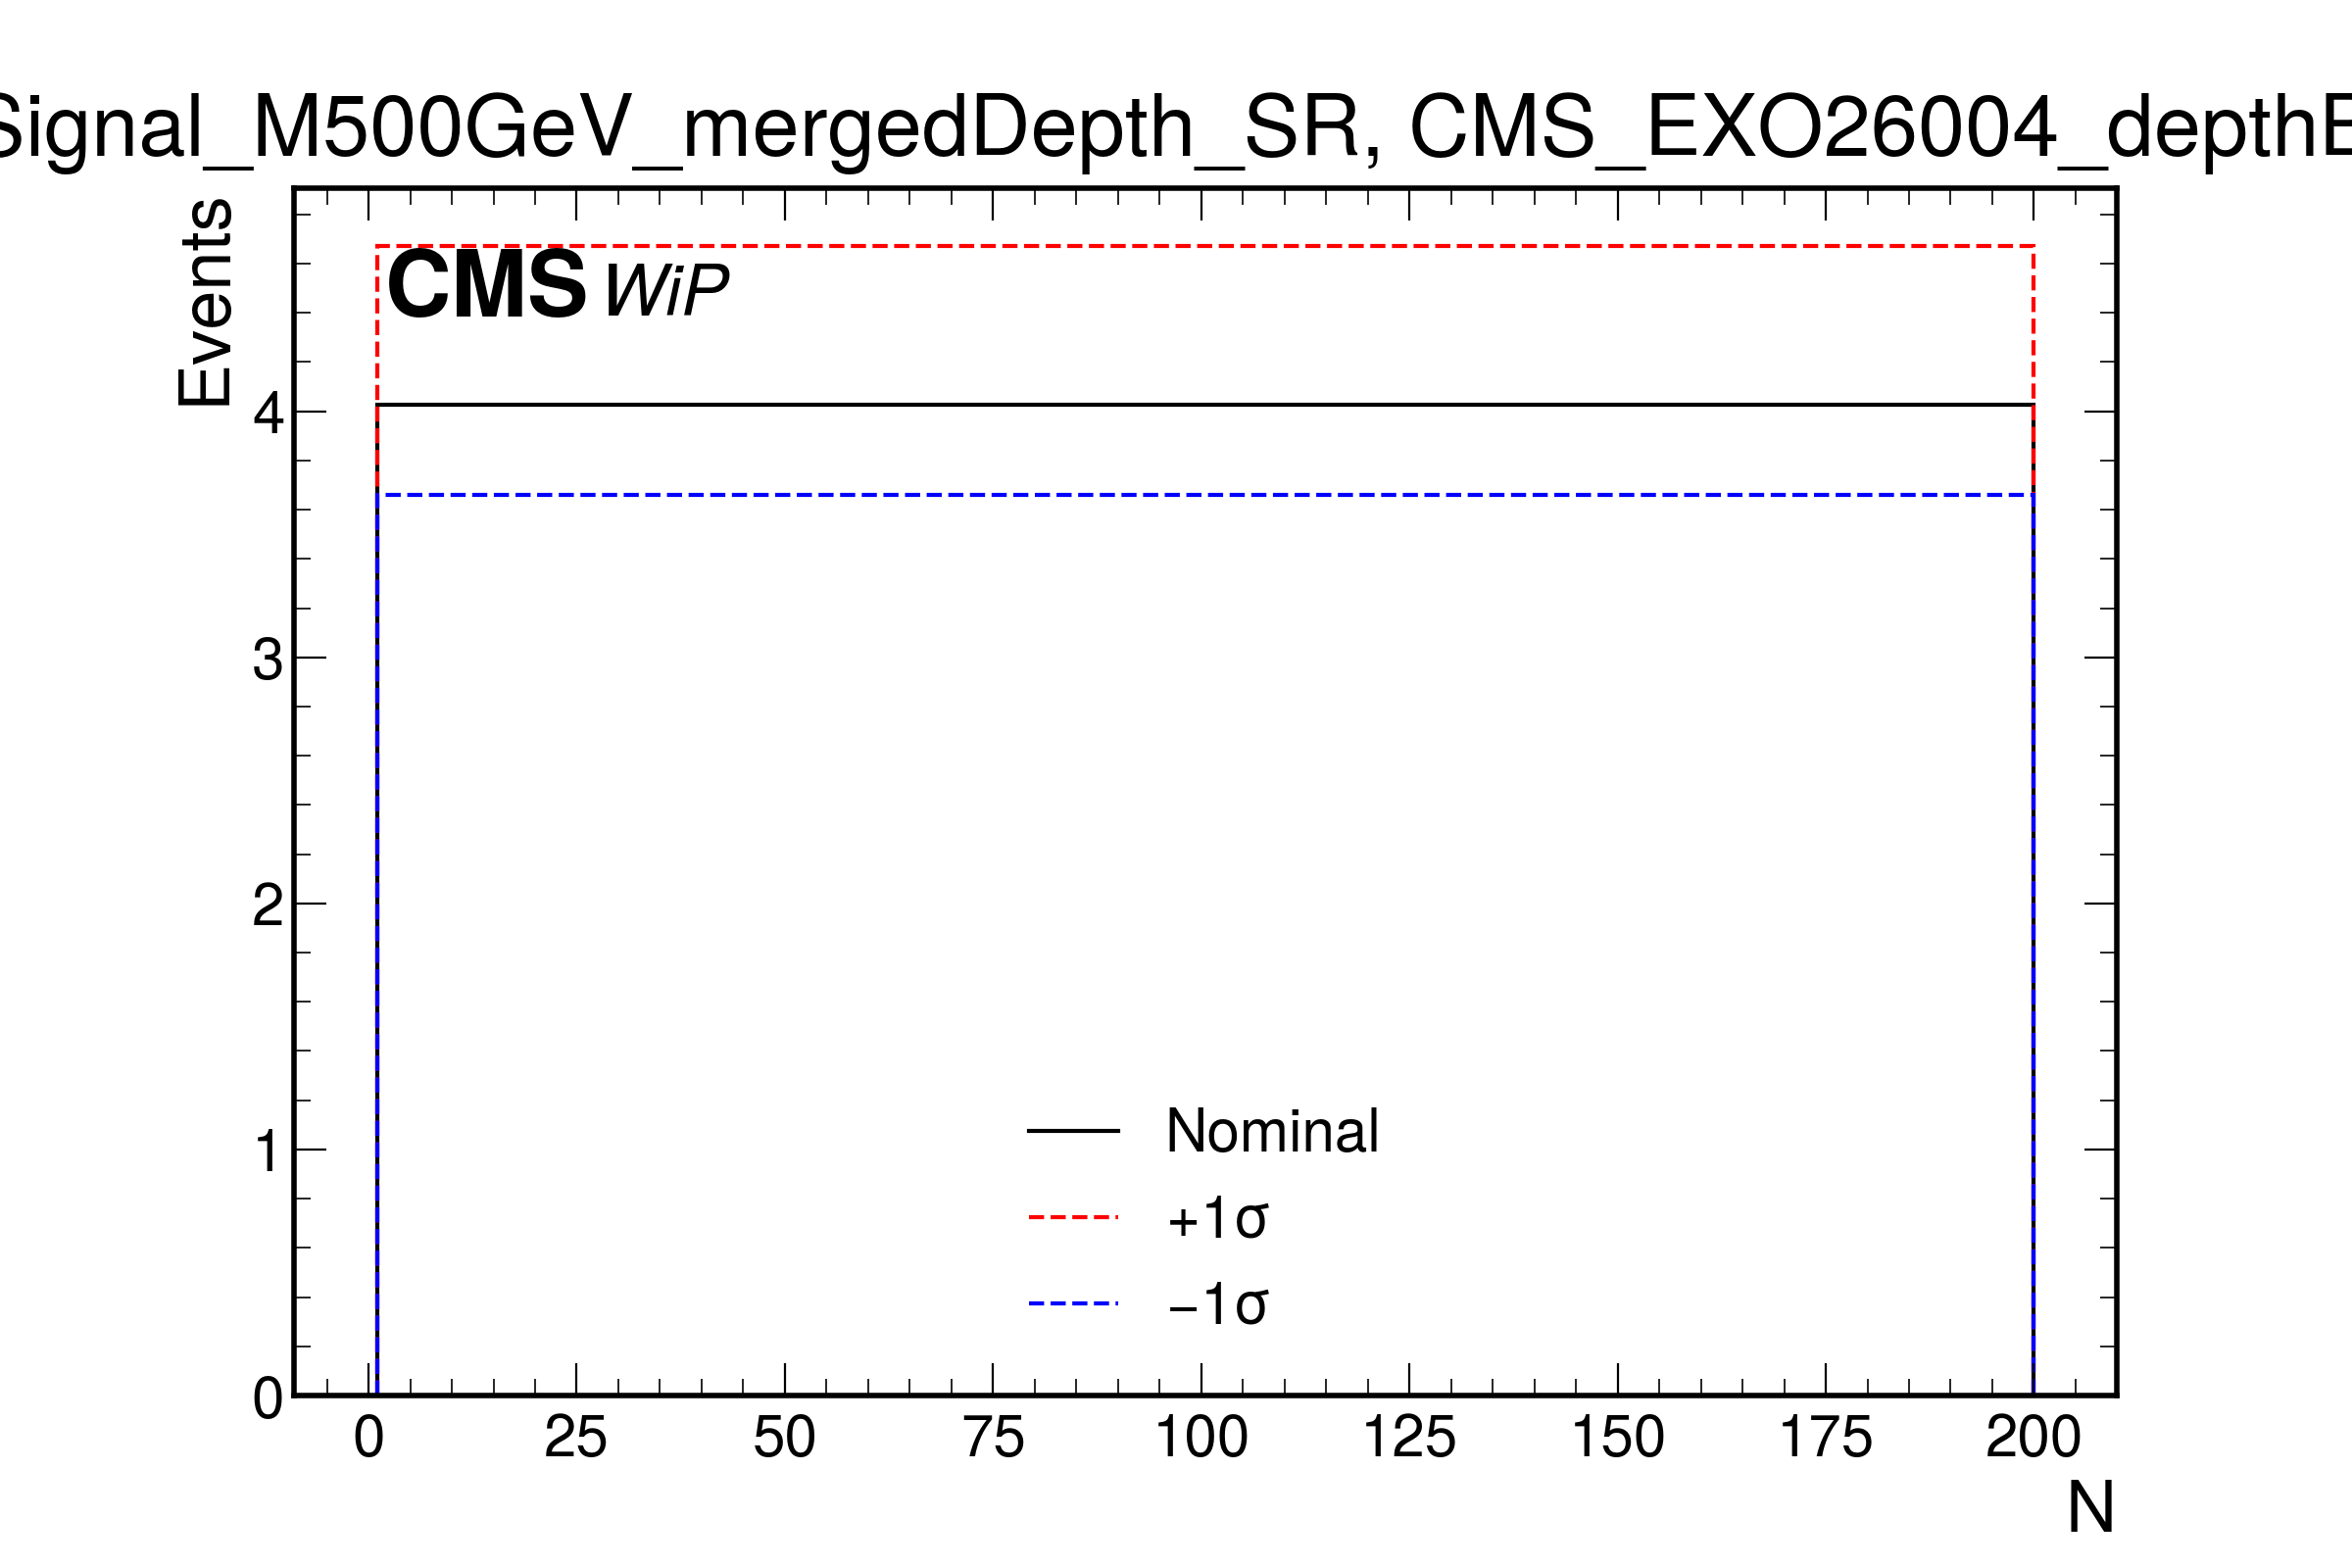 Signal_M500GeV_mergedDepth_SR, CMS_EXO26004_depthE
Events
CMS WiP
4
3
2
1
0
Nominal
+1σ
−1σ
0 25 50 75 100 125 150 175 200
N